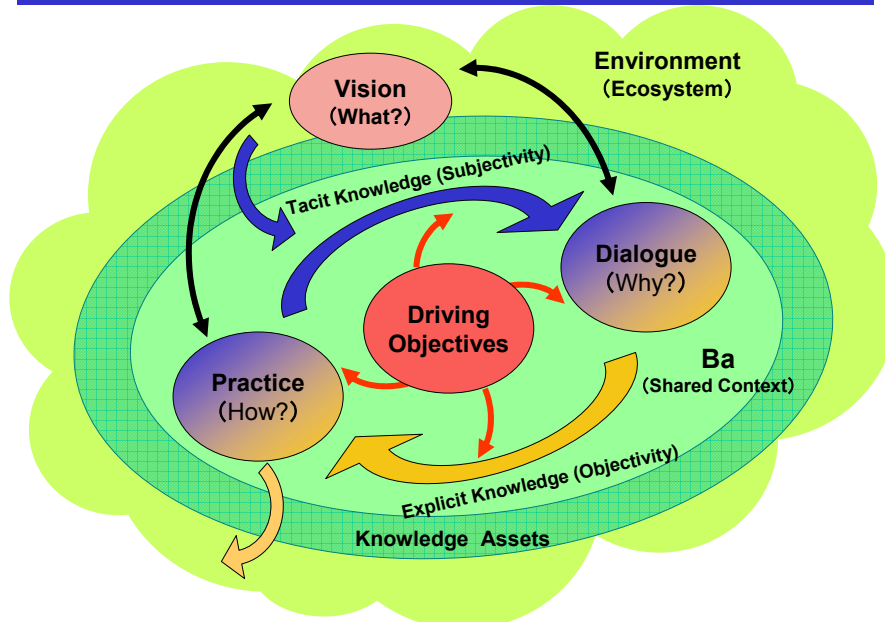 Environment
（Ecosystem）
Vision
（What?）
Tacit Knowledge (Subjectivity)
Dialogue
（Why?）
Driving
Objectives
Ba
（Shared Context）
Practice
（How?）
Explicit Knowledge (Objectivity)
Knowledge Assets